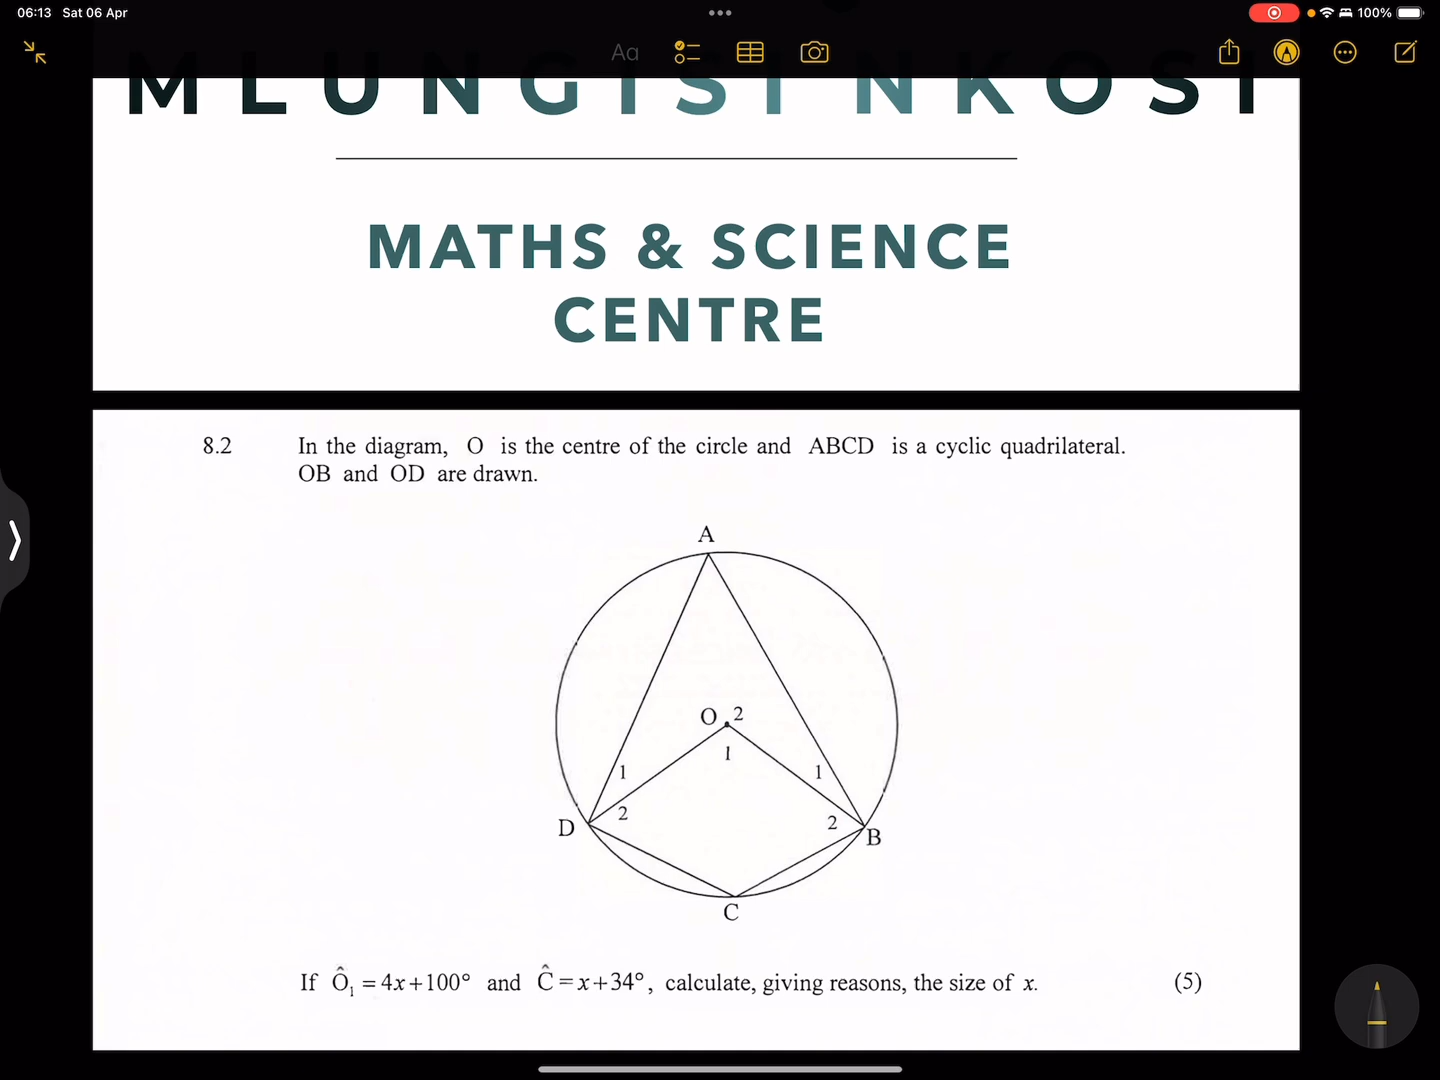 06:13 Sat 06 Apr
100%
Aa
MLUNGISI NKOSI
MATHS & SCIENCE
CENTRE
8.2 In the diagram, O is the centre of the circle and ABCD is a cyclic quadrilateral.
OB and OD are drawn.
A
O 2
1
1 1
2 2
D B
C
If Ô₁ = 4x+100° and Ĉ = x+34°, calculate, giving reasons, the size of x. (5)